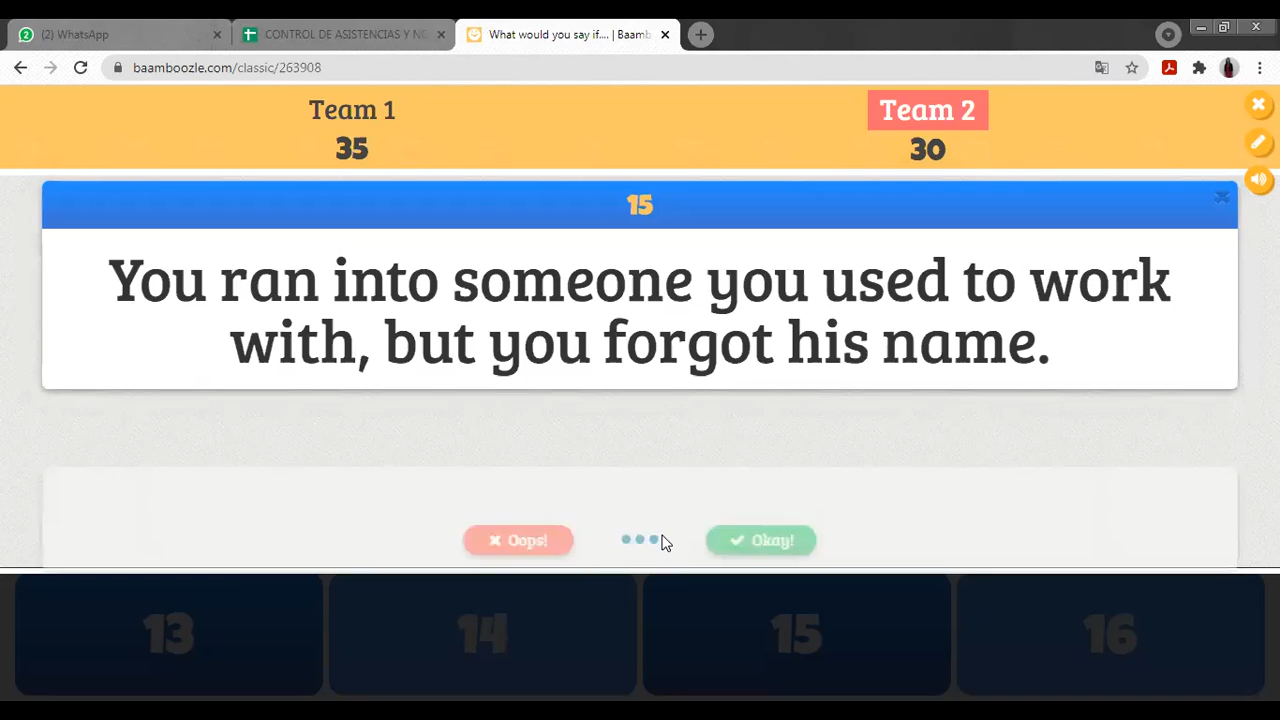 (2) WhatsApp
CONTROL DE ASISTENCIAS Y NO
What would you say if.... | Baamb
baamboozle.com/classic/263908
Team 1
Team 2
35
30
15
You ran into someone you used to work
with, but you forgot his name.
Oops!
Okay!
13
14
15
16